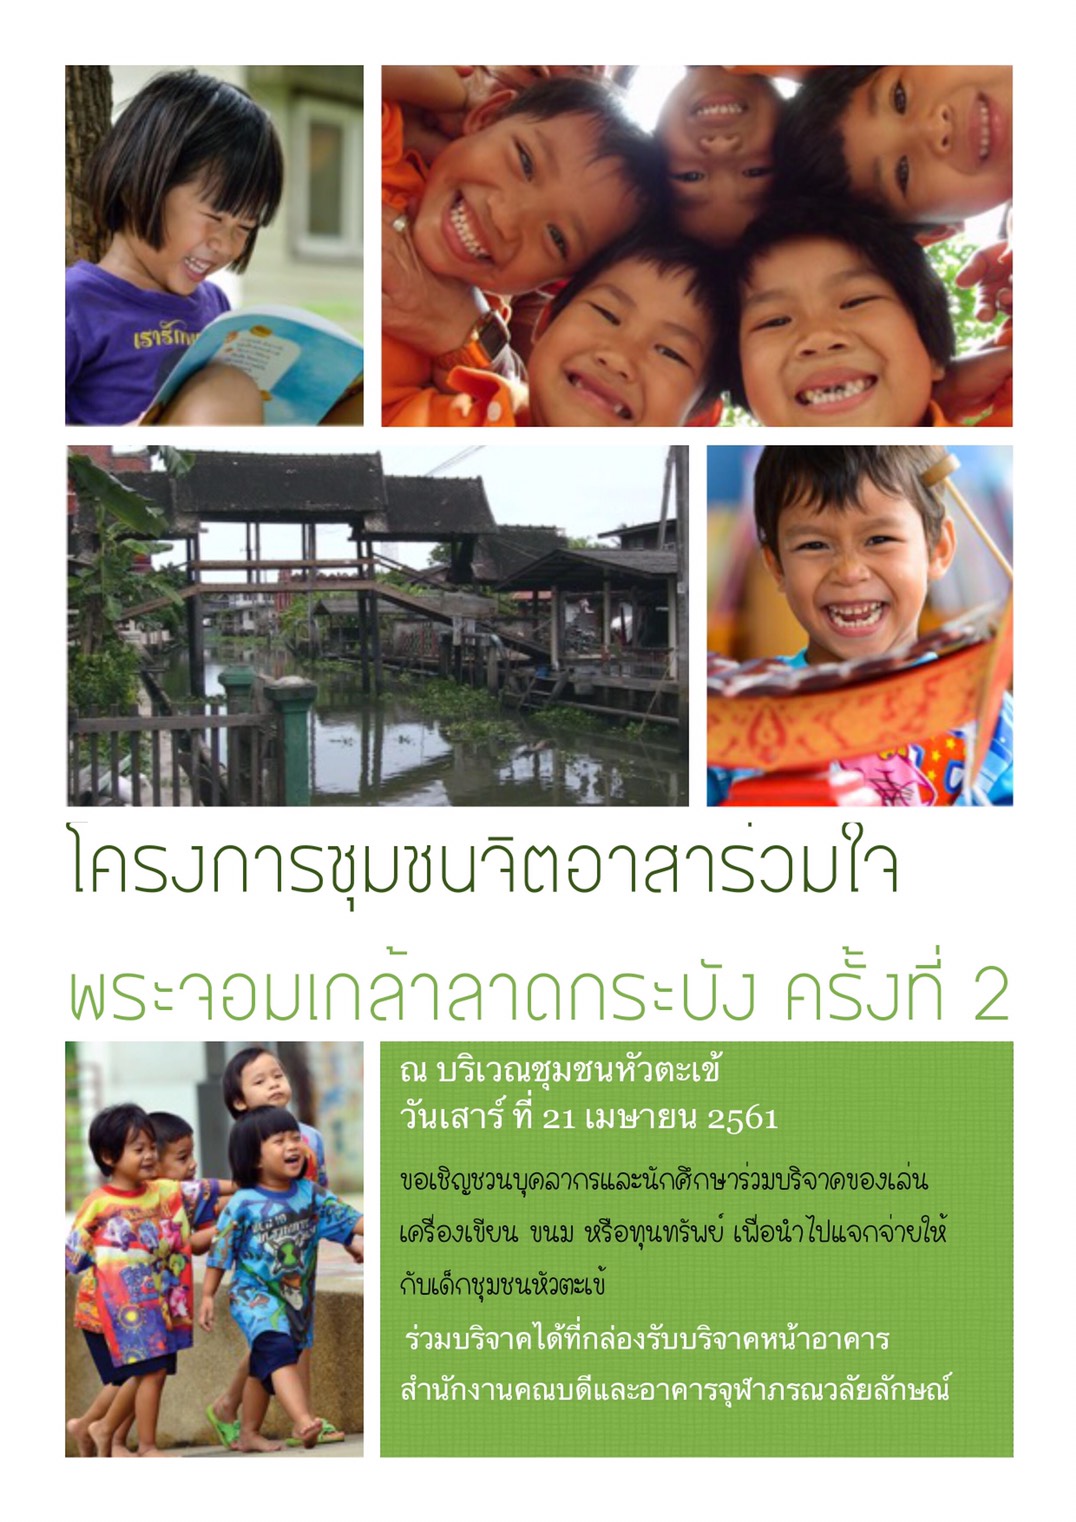 เรารัก
โครงการชุมชนจิตอาสาร่วมใจ
พระจอมเกล้าลาดกระบัง ครั้งที่ 2
ณ บริเวณชุมชนหัวตะเข้
วันเสาร์ ที่ 21 เมษายน 2561
ขอเชิญชวนบุคลากรและนักศึกษาร่วมบริจาคของเล่น
เครื่องเขียน ขนม หรือทุนทรัพย์ เพื่อนำไปแจกจ่ายให้
กับเด็กชุมชนหัวตะเข้
ร่วมบริจาคได้ที่กล่องรับบริจาคหน้าอาคาร
สำนักงานคณบดีและอาคารจุฬาภรณวลัยลักษณ์